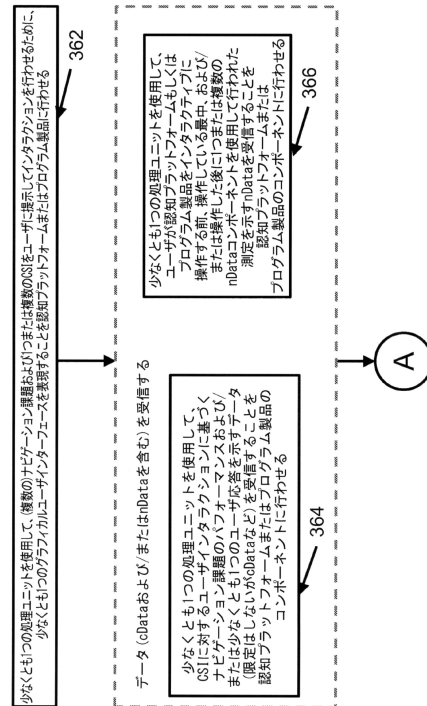 少なくとも1つの処理ユニットを使用して、(複数の)ナビゲーション課題および1つまたは複数のCSIをユーザに提示してインタラクションを行わせるために、
少なくとも1つのグラフィカルユーザインターフェースを表現することを認知プラットフォームまたはプログラム製品に行わせる
362
データ(cDataおよび/またはnDataを含む)を受信する
少なくとも1つの処理ユニットを使用して、
CSIに対するユーザインタラクションに基づく
ナビゲーション課題のパフォーマンスおよび/
または少なくとも1つのユーザ応答を示すデータ
(限定はしないがcDataなど)を受信することを
認知プラットフォームまたはプログラム製品の
コンポーネントに行わせる
364
少なくとも1つの処理ユニットを使用して、
ユーザが認知プラットフォームもしくは
プログラム製品をインタラクティブに
操作する前、操作している最中、および/
または操作した後に1つまたは複数の
nDataコンポーネントを使用して行われた
測定を示すnDataを受信することを
認知プラットフォームまたは
プログラム製品のコンポーネントに行わせる
366
A